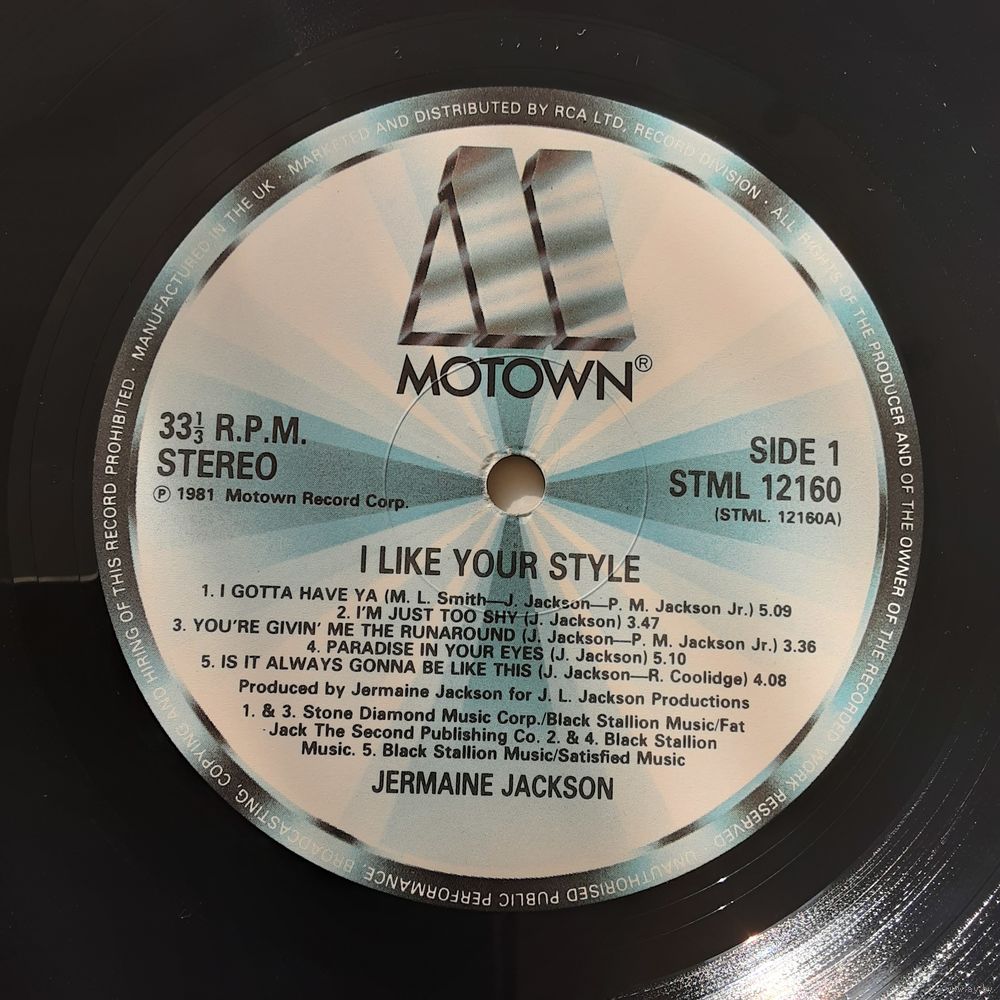 MANUFACTURED IN THE UK · MARKETED AND DISTRIBUTED BY RCA LTD. RECORD DIVISION · ALL RIGHTS OF THE PRODUCER AND OF THE OWNER OF THE RECORDED WORK RESERVED · UNAUTHORISED PUBLIC PERFORMANCE, BROADCASTING, COPYING AND HIRING OF THIS RECORD PROHIBITED ·
MOTOWN®
33⅓ R.P.M.
STEREO
℗ 1981 Motown Record Corp.
SIDE 1
STML 12160
(STML. 12160A)
I LIKE YOUR STYLE
1. I GOTTA HAVE YA (M. L. Smith—J. Jackson—P. M. Jackson Jr.) 5.09
2. I'M JUST TOO SHY (J. Jackson) 3.47
3. YOU'RE GIVIN' ME THE RUNAROUND (J. Jackson—P. M. Jackson Jr.) 3.36
4. PARADISE IN YOUR EYES (J. Jackson) 5.10
5. IS IT ALWAYS GONNA BE LIKE THIS (J. Jackson—R. Coolidge) 4.08
Produced by Jermaine Jackson for J. L. Jackson Productions
1. & 3. Stone Diamond Music Corp./Black Stallion Music/Fat
Jack The Second Publishing Co. 2. & 4. Black Stallion
Music. 5. Black Stallion Music/Satisfied Music
JERMAINE JACKSON